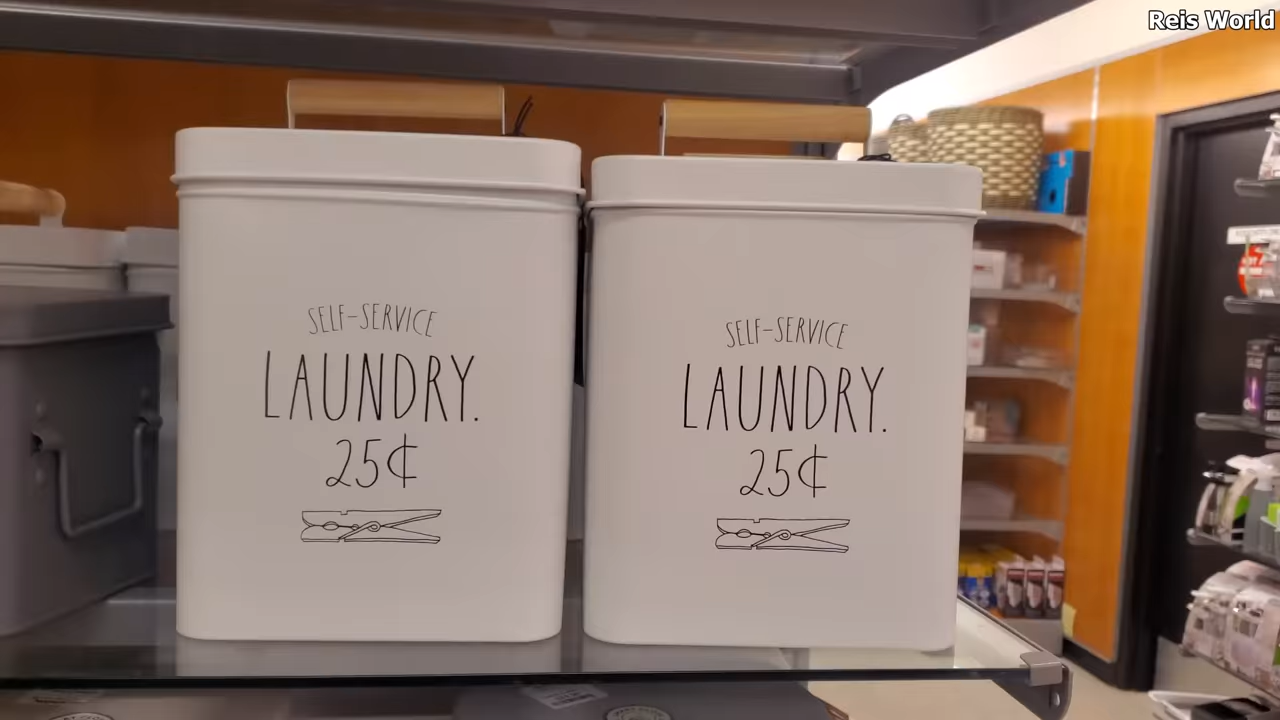 Reis World
SELF-SERVICE
LAUNDRY.
25¢
SELF-SERVICE
LAUNDRY.
25¢